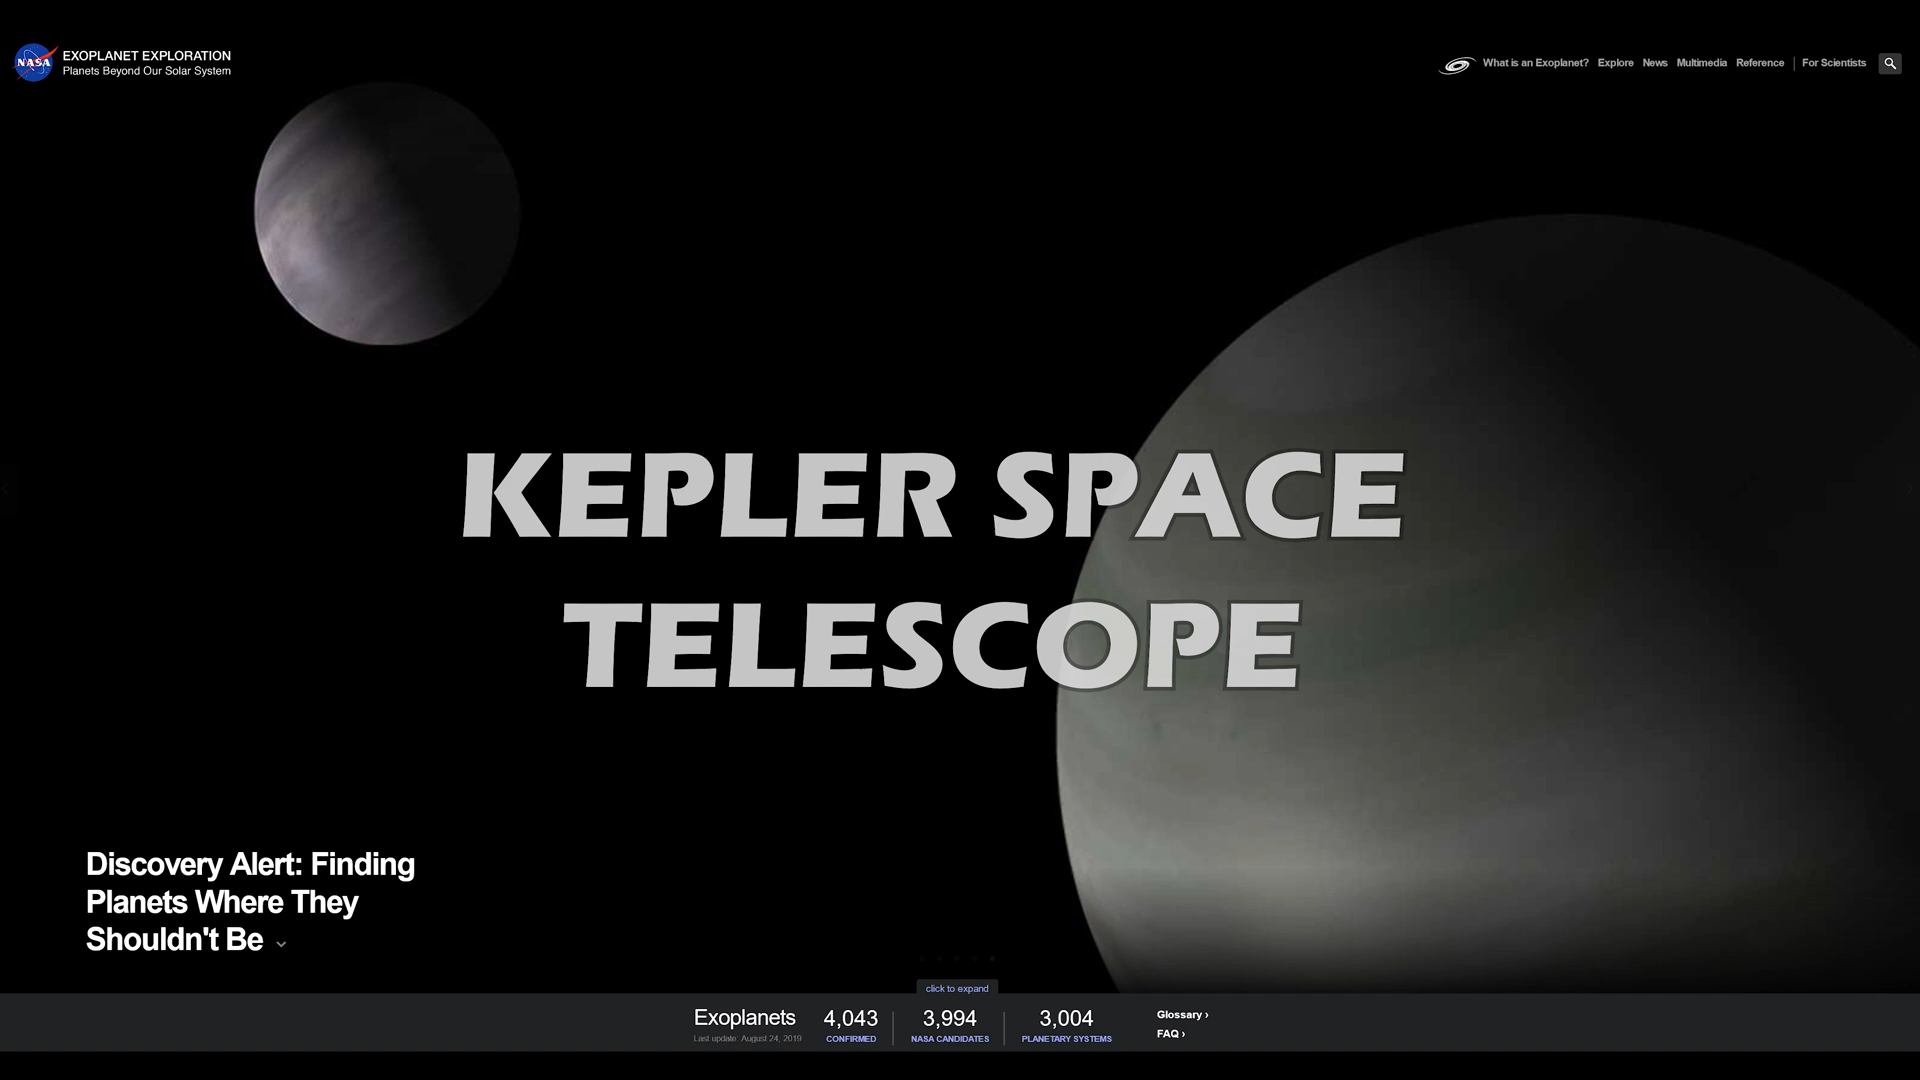 NASA
EXOPLANET EXPLORATION
Planets Beyond Our Solar System
What is an Exoplanet? Explore News Multimedia Reference | For Scientists
KEPLER SPACE
TELESCOPE
Discovery Alert: Finding
Planets Where They
Shouldn't Be
click to expand
Exoplanets 4,043 3,994 3,004 Glossary ›
Last update: August 24, 2019 CONFIRMED NASA CANDIDATES PLANETARY SYSTEMS FAQ ›